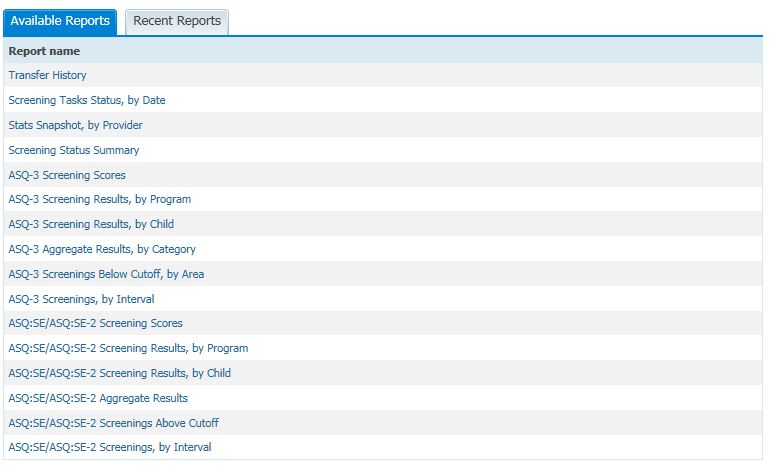 Available Reports
Recent Reports
Report name
Transfer History
Screening Tasks Status, by Date
Stats Snapshot, by Provider
Screening Status Summary
ASQ-3 Screening Scores
ASQ-3 Screening Results, by Program
ASQ-3 Screening Results, by Child
ASQ-3 Aggregate Results, by Category
ASQ-3 Screenings Below Cutoff, by Area
ASQ-3 Screenings, by Interval
ASQ:SE/ASQ:SE-2 Screening Scores
ASQ:SE/ASQ:SE-2 Screening Results, by Program
ASQ:SE/ASQ:SE-2 Screening Results, by Child
ASQ:SE/ASQ:SE-2 Aggregate Results
ASQ:SE/ASQ:SE-2 Screenings Above Cutoff
ASQ:SE/ASQ:SE-2 Screenings, by Interval